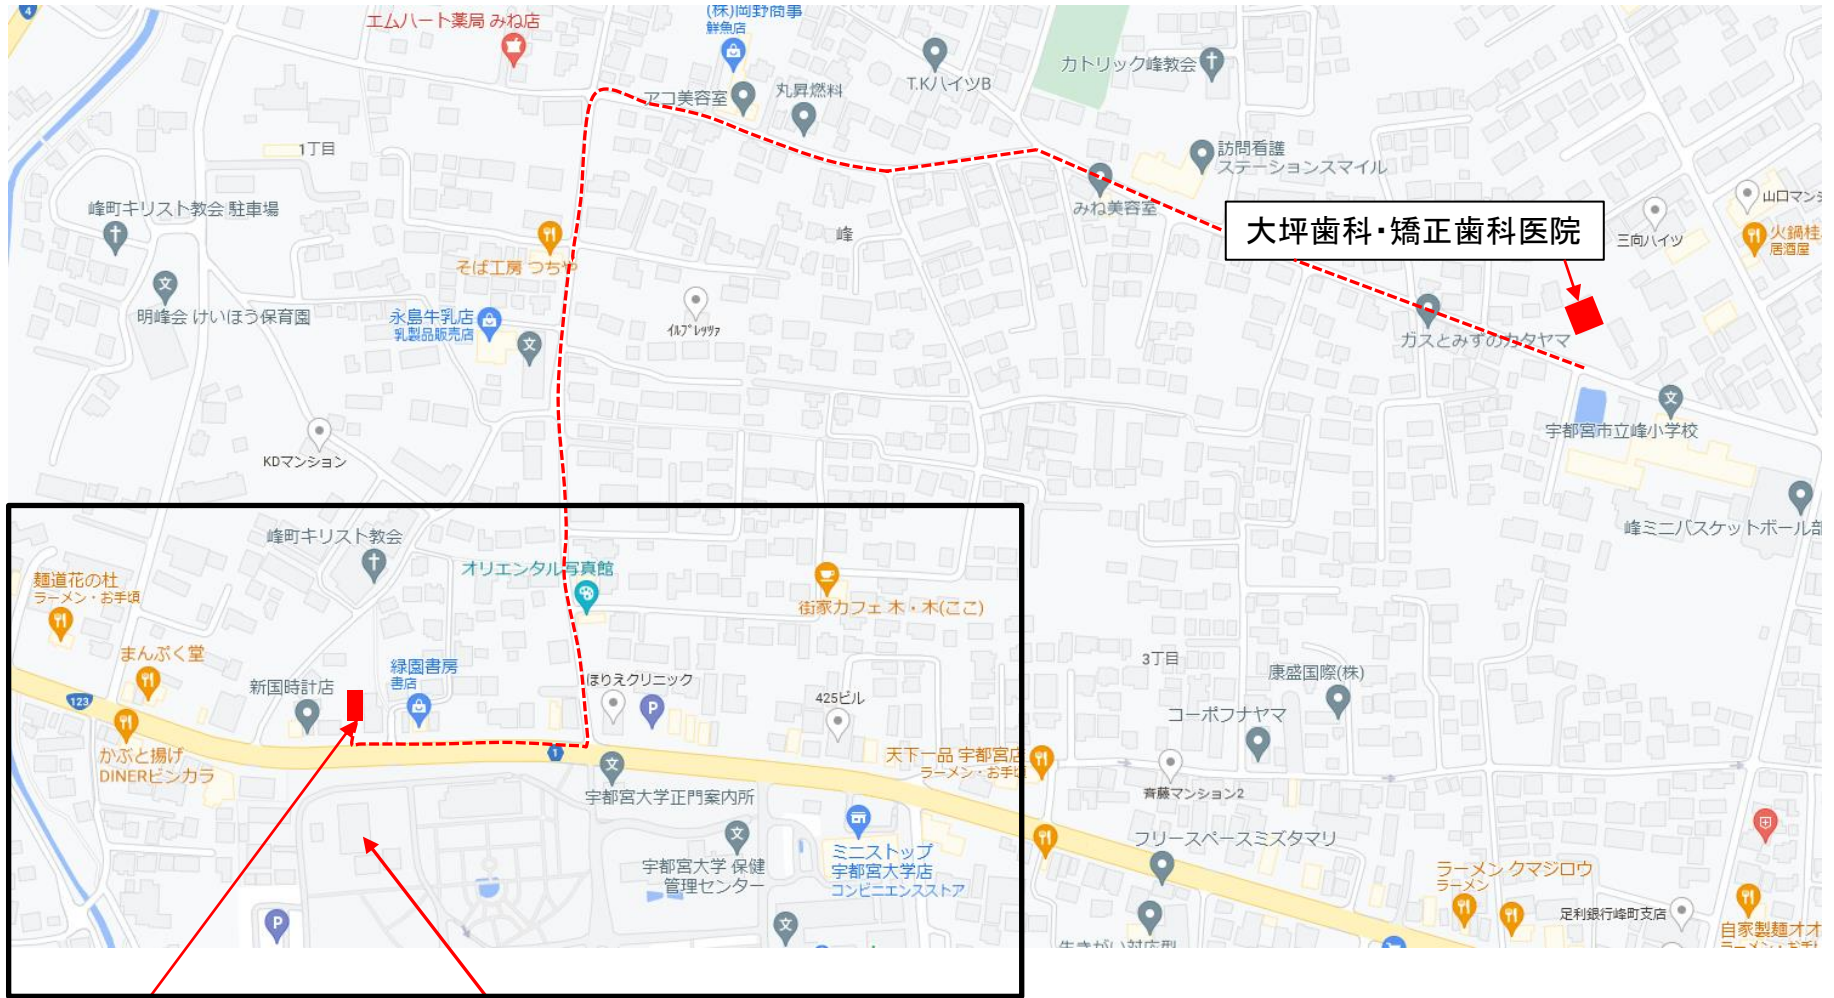 エムハート薬局 みね店
(株)岡野商事
鮮魚店
T.KハイツB
カトリック峰教会
アコ美容室
丸昇燃料
1丁目
訪問看護
ステーションスマイル
みね美容室
山口マンシ
峰町キリスト教会 駐車場
峰
大坪歯科・矯正歯科医院
三向ハイツ
火鍋桂
居酒屋
そば工房 つちや
明峰会 けいほう保育園
永島牛乳店
乳製品販売店
イルプレッツァ
ガスとみずのカタヤマ
宇都宮市立峰小学校
KDマンション
峰ミニバスケットボール部
峰町キリスト教会
オリエンタル写真館
麺道花の杜
ラーメン・お手頃
街家カフェ 木・木(ここ)
まんぷく堂
緑園書房
書店
ほりえクリニック
3丁目
康盛国際(株)
新国時計店
P
425ビル
コーポフナヤマ
123
1
かぶと揚げ
DINERビンカラ
天下一品 宇都宮店
ラーメン・お手頃
宇都宮大学正門案内所
斉藤マンション2
ミニストップ
宇都宮大学店
コンビニエンスストア
フリースペースミズタマリ
宇都宮大学 保健
管理センター
ラーメン クマジロウ
ラーメン
P
足利銀行峰町支店
自家製麺オオ
生きがい対応型
4